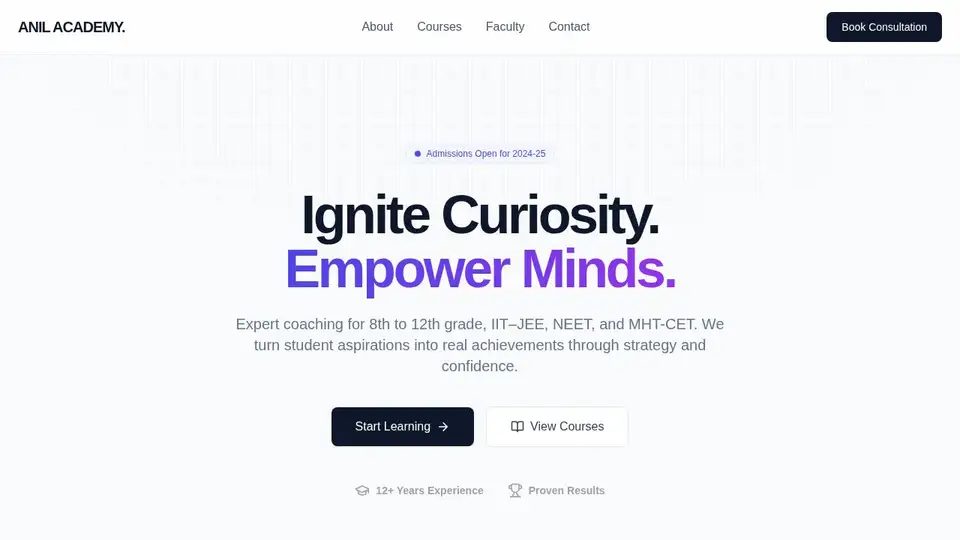 ANIL ACADEMY.
About
Courses
Faculty
Contact
Book Consultation
Admissions Open for 2024-25
Ignite Curiosity.
Empower Minds.
Expert coaching for 8th to 12th grade, IIT–JEE, NEET, and MHT-CET. We
turn student aspirations into real achievements through strategy and
confidence.
Start Learning →
View Courses
12+ Years Experience
Proven Results